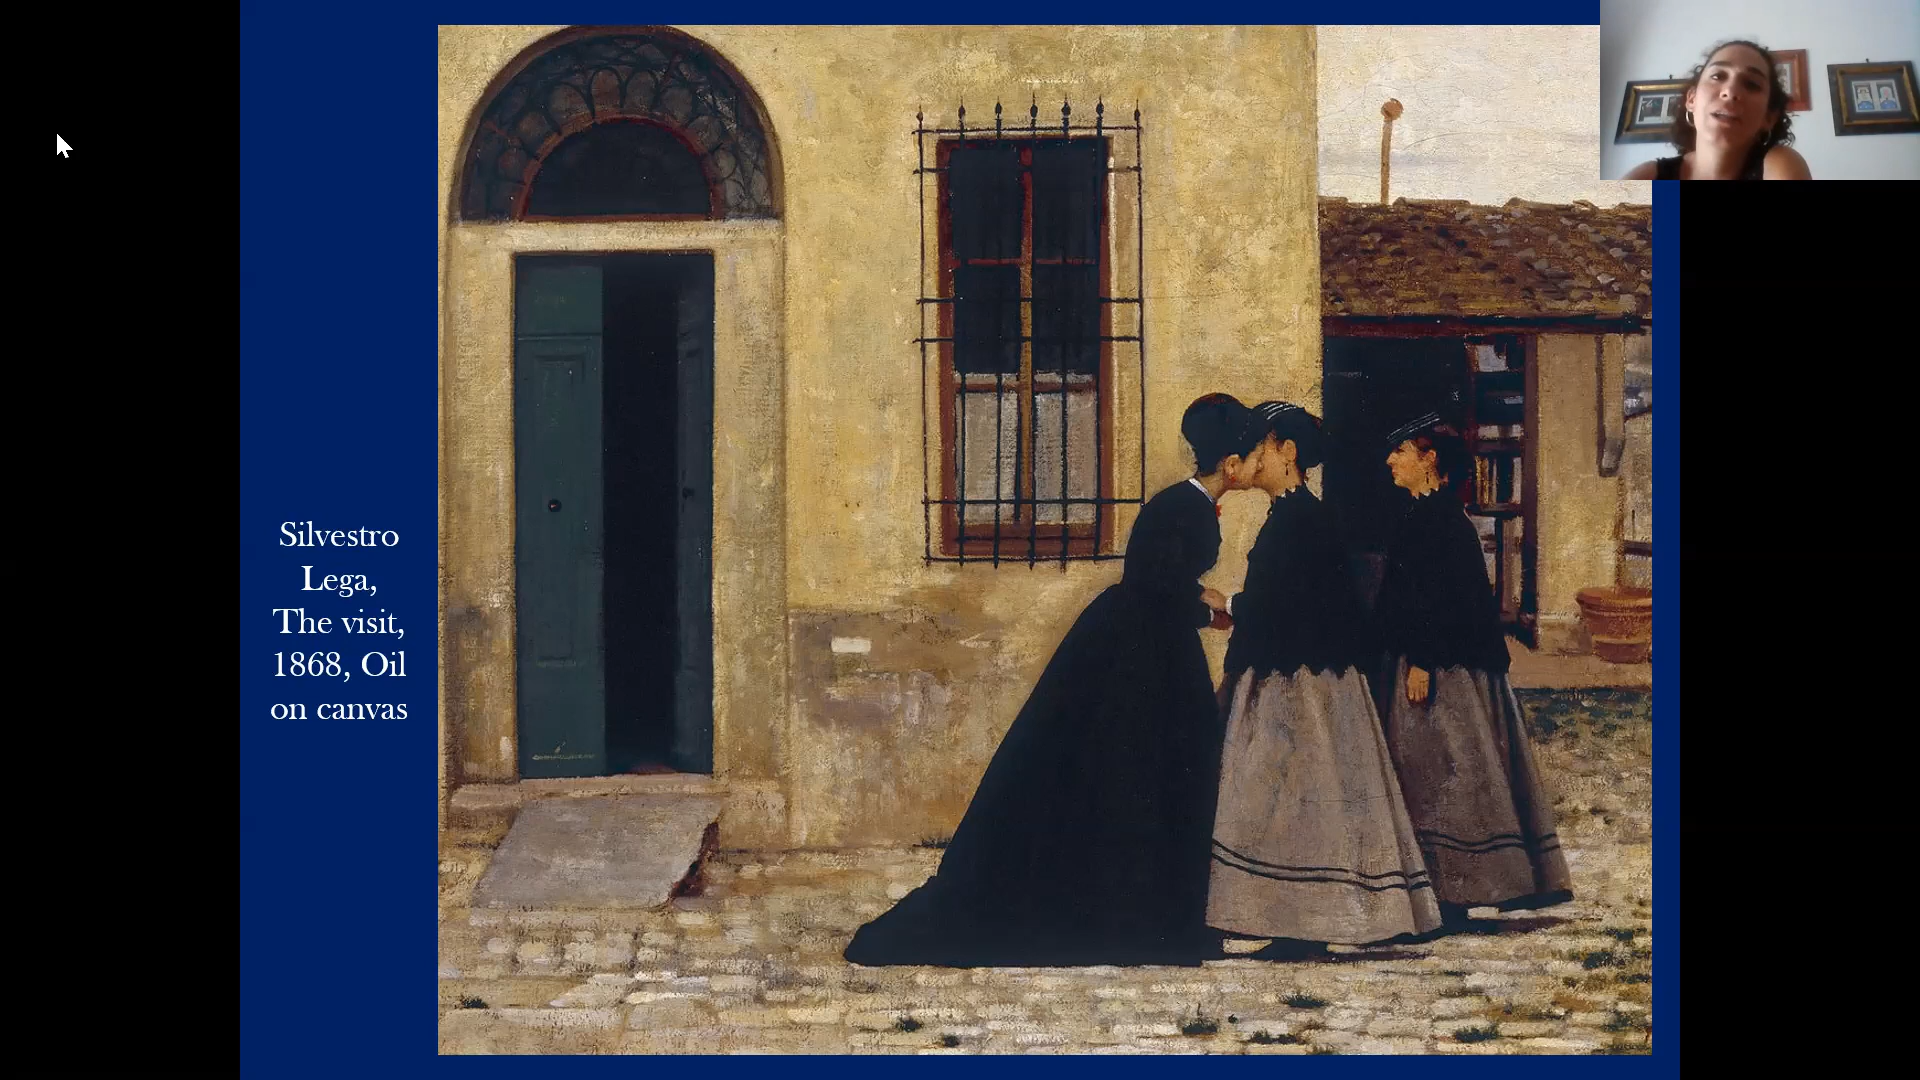 Silvestro
Lega,
The visit,
1868, Oil
on canvas